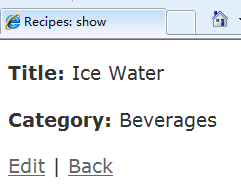 Recipes: show
Title: Ice Water
Category: Beverages
Edit | Back